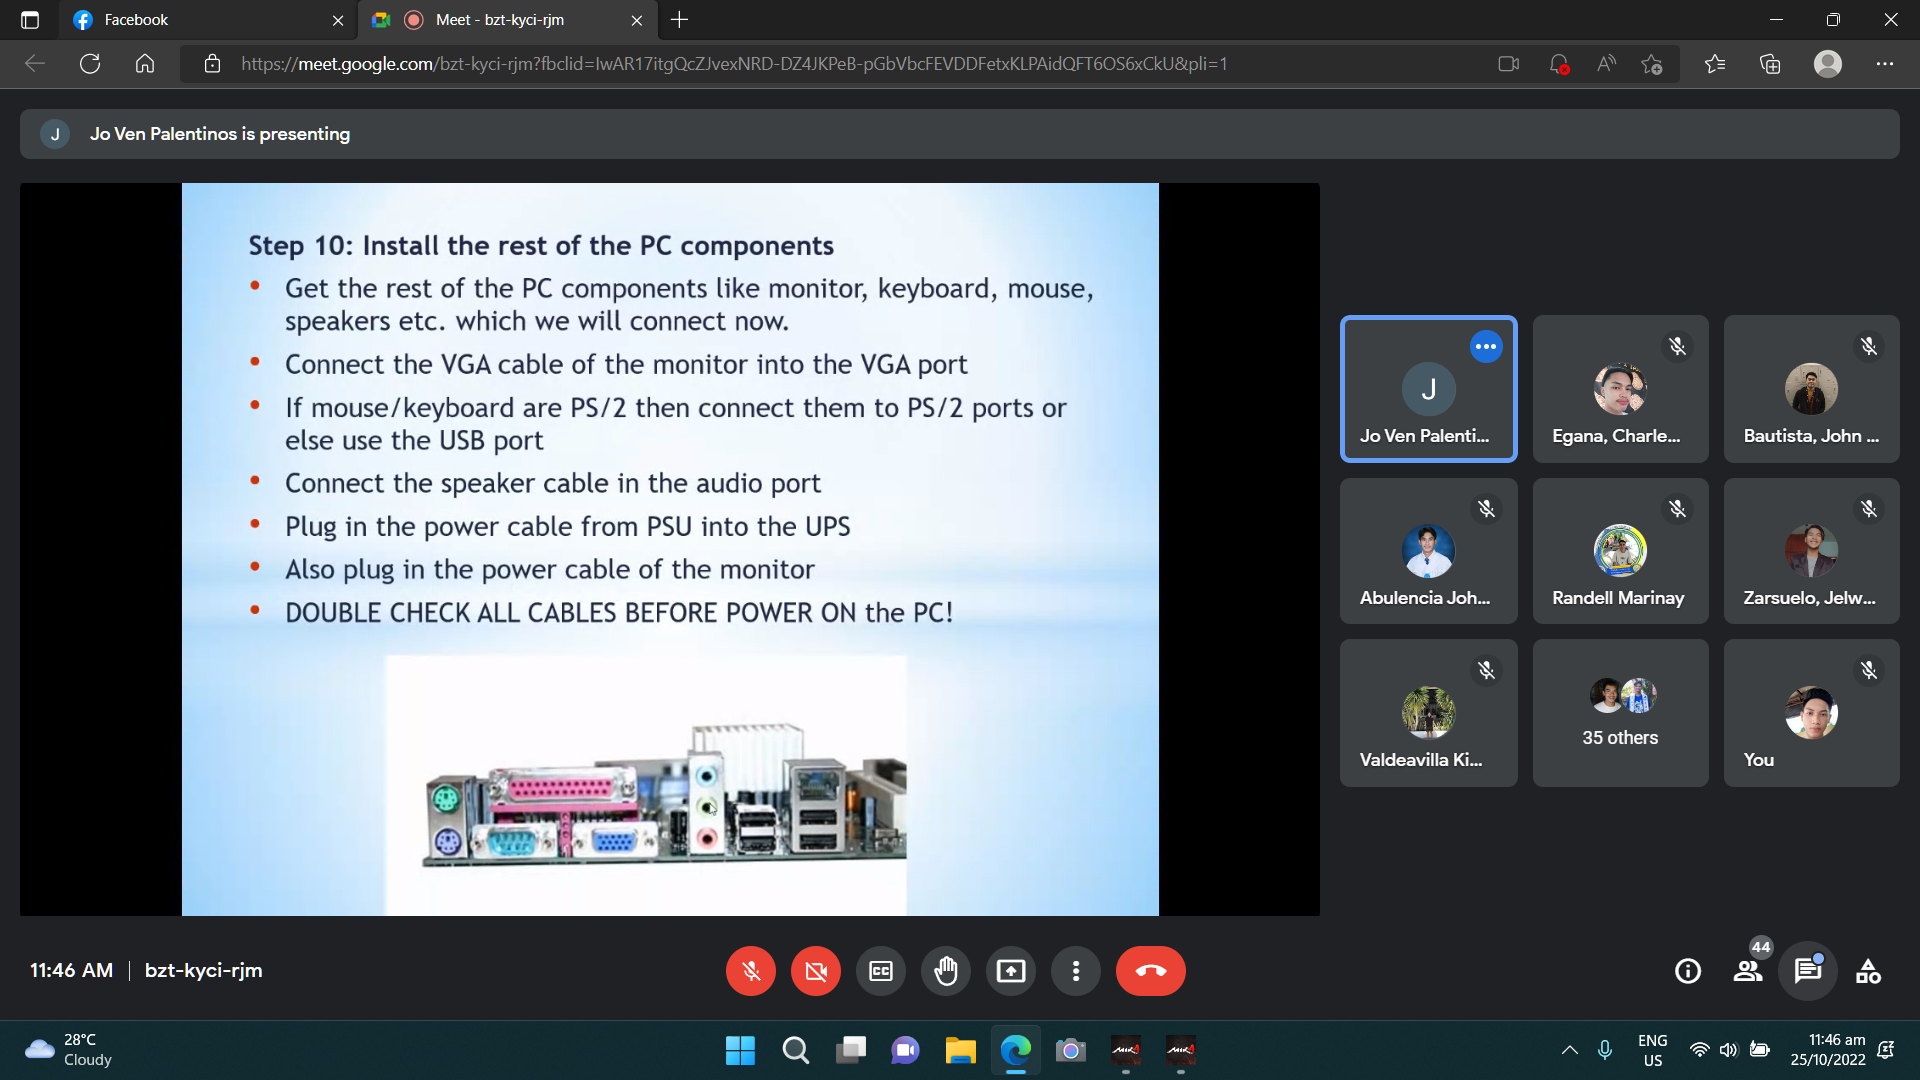 Facebook
Meet - bzt-kyci-rjm
https://meet.google.com/bzt-kyci-rjm?fbclid=IwAR17itgQcZJvexNRD-DZ4JKPeB-pGbVbcFEVDDFetxKLPAidQFT6OS6xCkU&pli=1
J
Jo Ven Palentinos is presenting
Step 10: Install the rest of the PC components
• Get the rest of the PC components like monitor, keyboard, mouse,
speakers etc. which we will connect now.
• Connect the VGA cable of the monitor into the VGA port
• If mouse/keyboard are PS/2 then connect them to PS/2 ports or
else use the USB port
• Connect the speaker cable in the audio port
• Plug in the power cable from PSU into the UPS
• Also plug in the power cable of the monitor
• DOUBLE CHECK ALL CABLES BEFORE POWER ON the PC!
J
Jo Ven Palenti...
Egana, Charle...
Bautista, John ...
Abulencia Joh...
Randell Marinay
Zarsuelo, Jelw...
Valdeavilla Ki...
35 others
You
11:46 AM | bzt-kyci-rjm
CC
44
28°C
Cloudy
MIR4
MIR4
ENG
US
11:46 am
25/10/2022